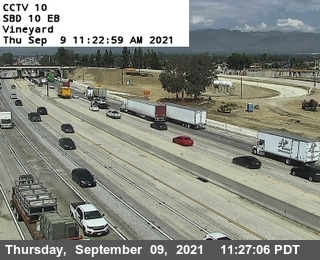 CCTV 10
SBD 10 EB
Vineyard
Thu Sep  9 11:22:59 AM 2021
Thursday, September 09, 2021 11:27:06 PDT